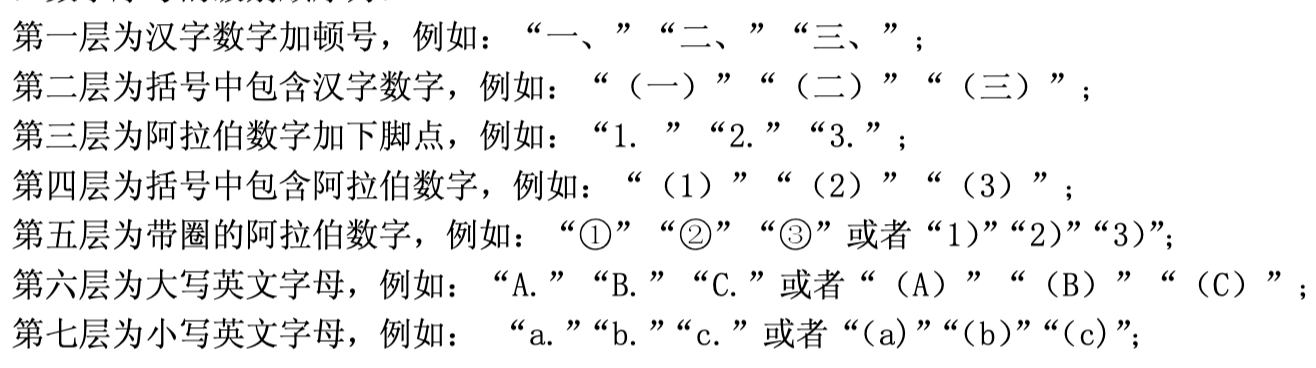 第一层为汉字数字加顿号，例如：“一、”“二、”“三、”；
第二层为括号中包含汉字数字，例如：“（一）”“（二）”“（三）”；
第三层为阿拉伯数字加下脚点，例如：“1. ”“2.”“3.”；
第四层为括号中包含阿拉伯数字，例如：“（1）”“（2）”“（3）”；
第五层为带圈的阿拉伯数字，例如：“①”“②”“③”或者“1)”“2)”“3)”;
第六层为大写英文字母，例如：“A.”“B.”“C.”或者“（A）”“（B）”“（C）”；
第七层为小写英文字母，例如： “a.”“b.”“c.”或者“(a)”“(b)”“(c)”;